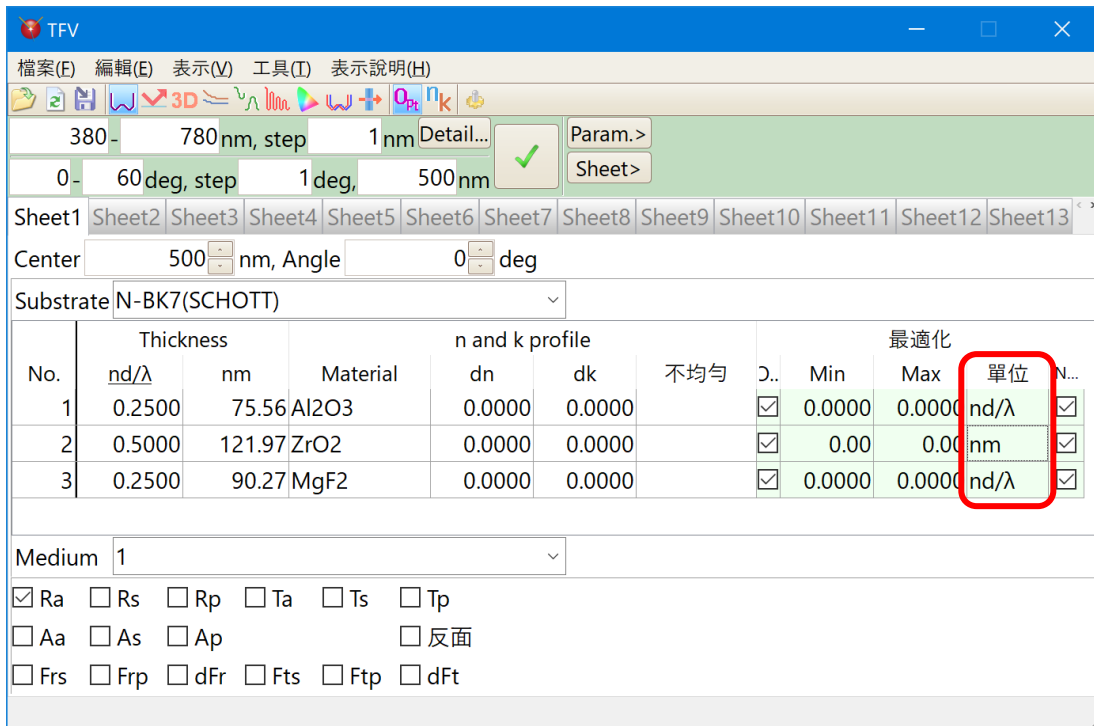 TFV
檔案(F) 編輯(E) 表示(V) 工具(T) 表示說明(H)
3D Opt nk
380 - 780 nm, step 1 nm Detail... Param.>
0 - 60 deg, step 1 deg, 500 nm Sheet>
Sheet1 Sheet2 Sheet3 Sheet4 Sheet5 Sheet6 Sheet7 Sheet8 Sheet9 Sheet10 Sheet11 Sheet12 Sheet13
Center 500 nm, Angle 0 deg
Substrate N-BK7(SCHOTT)
Thickness n and k profile 最適化
No. nd/λ nm Material dn dk 不均勻 O... Min Max 單位 N...
1 0.2500 75.56 Al2O3 0.0000 0.0000 0.0000 0.0000 nd/λ
2 0.5000 121.97 ZrO2 0.0000 0.0000 0.00 0.00 nm
3 0.2500 90.27 MgF2 0.0000 0.0000 0.0000 0.0000 nd/λ
Medium 1
Ra Rs Rp Ta Ts Tp
Aa As Ap 反面
Frs Frp dFr Fts Ftp dFt